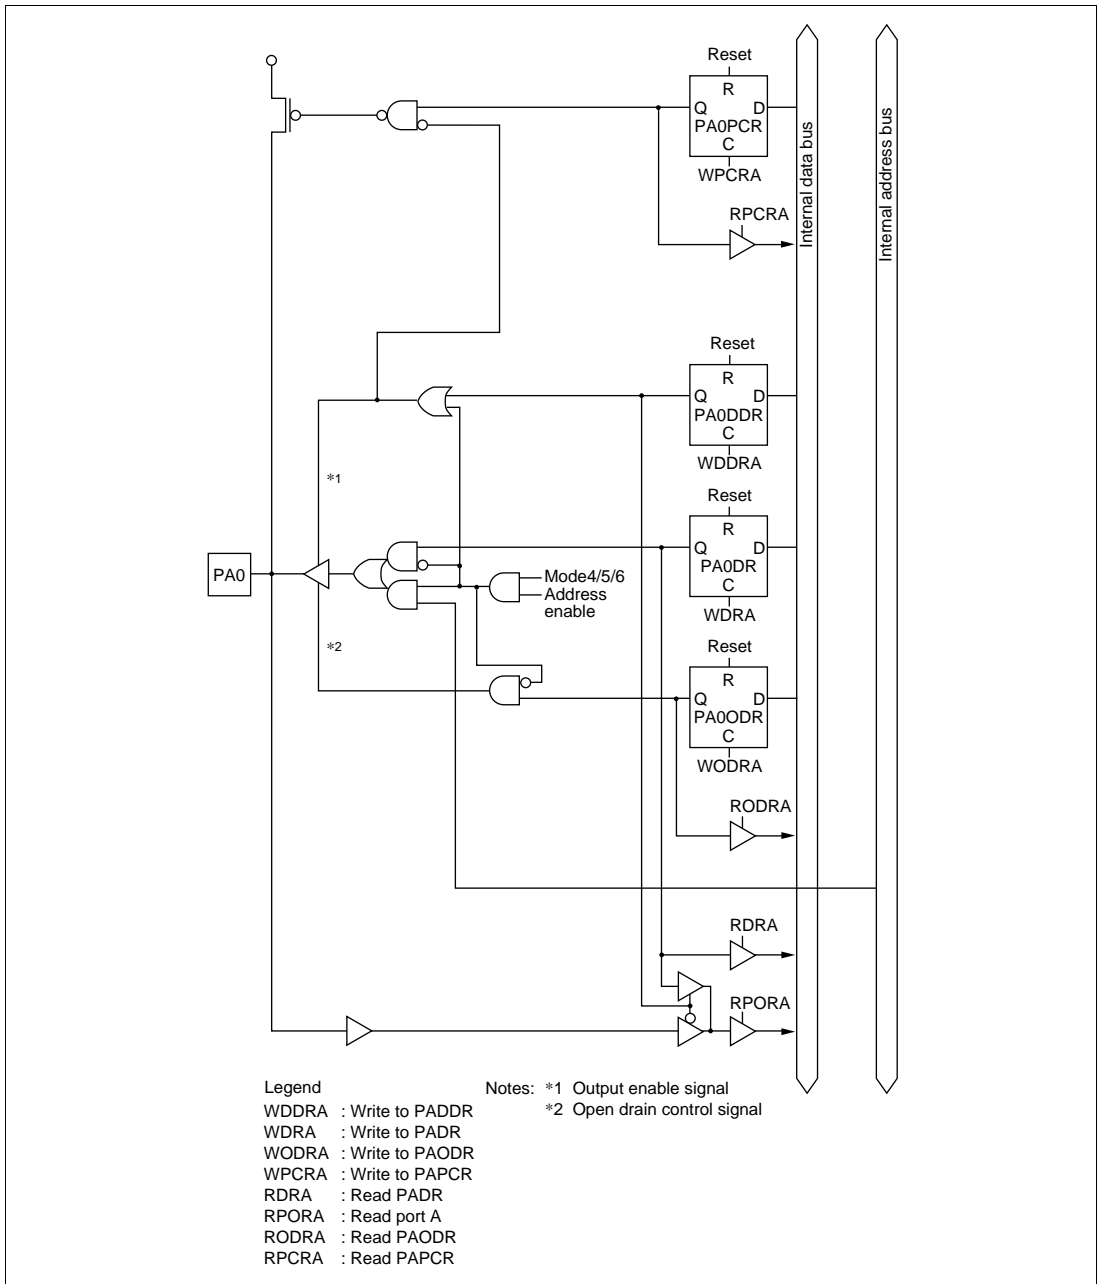 Reset
R
Q D
PA0PCR
C
WPCRA
RPCRA
Internal data bus
Internal address bus
Reset
R
Q D
PA0DDR
C
WDDRA
*1
Reset
R
Q D
PA0DR
C
WDRA
PA0
Mode4/5/6
Address
enable
*2
Reset
R
Q D
PA0ODR
C
WODRA
RODRA
RDRA
RPORA
Legend
WDDRA : Write to PADDR
WDRA : Write to PADR
WODRA : Write to PAODR
WPCRA : Write to PAPCR
RDRA : Read PADR
RPORA : Read port A
RODRA : Read PAODR
RPCRA : Read PAPCR
Notes: *1 Output enable signal
*2 Open drain control signal